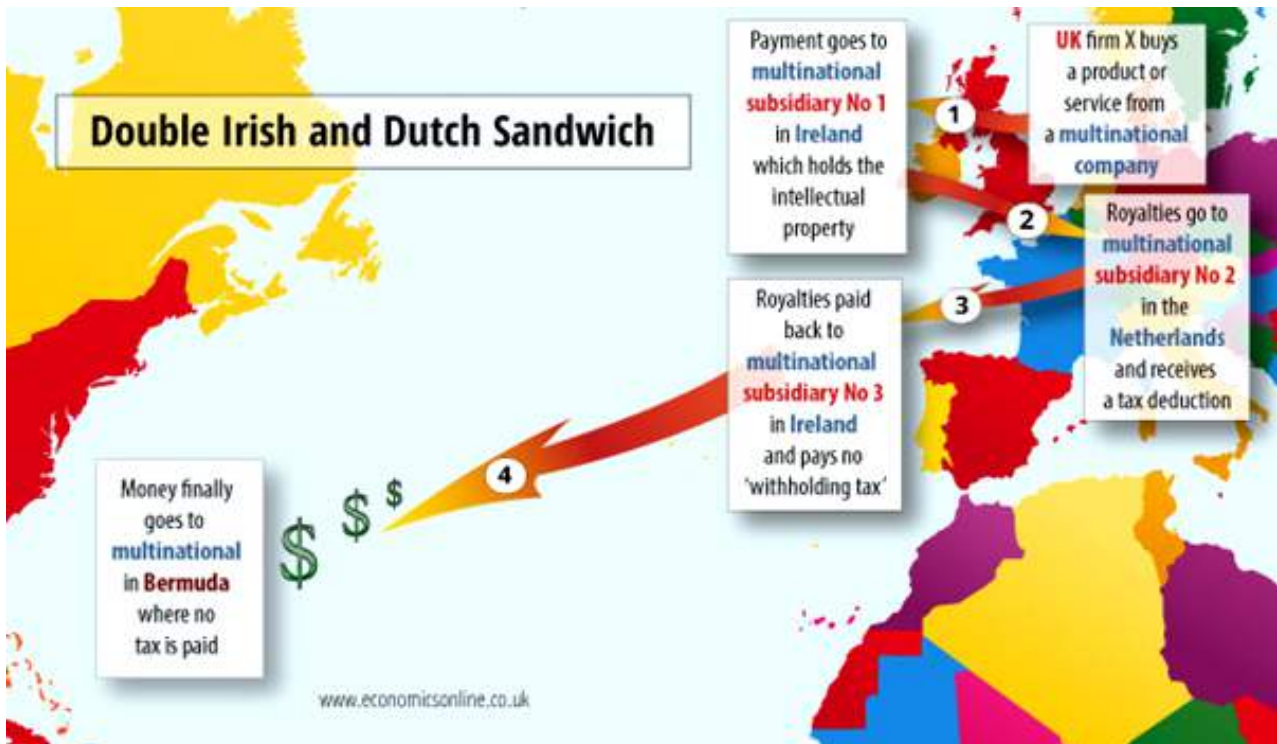 Double Irish and Dutch Sandwich
UK firm X buys
a product or
service from
a multinational
company
1
Payment goes to
multinational
subsidiary No 1
in Ireland
which holds the
intellectual
property
2
Royalties go to
multinational
subsidiary No 2
in the
Netherlands
and receives
a tax deduction
3
Royalties paid
back to
multinational
subsidiary No 3
in Ireland
and pays no
‘withholding tax’
4
$
$
$
Money finally
goes to
multinational
in Bermuda
where no
tax is paid
www.economicsonline.co.uk